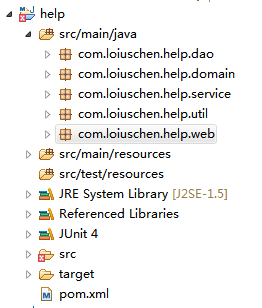 help
src/main/java
com.loiuschen.help.dao
com.loiuschen.help.domain
com.loiuschen.help.service
com.loiuschen.help.util
com.loiuschen.help.web
src/main/resources
src/test/resources
JRE System Library [J2SE-1.5]
Referenced Libraries
JUnit 4
src
target
pom.xml